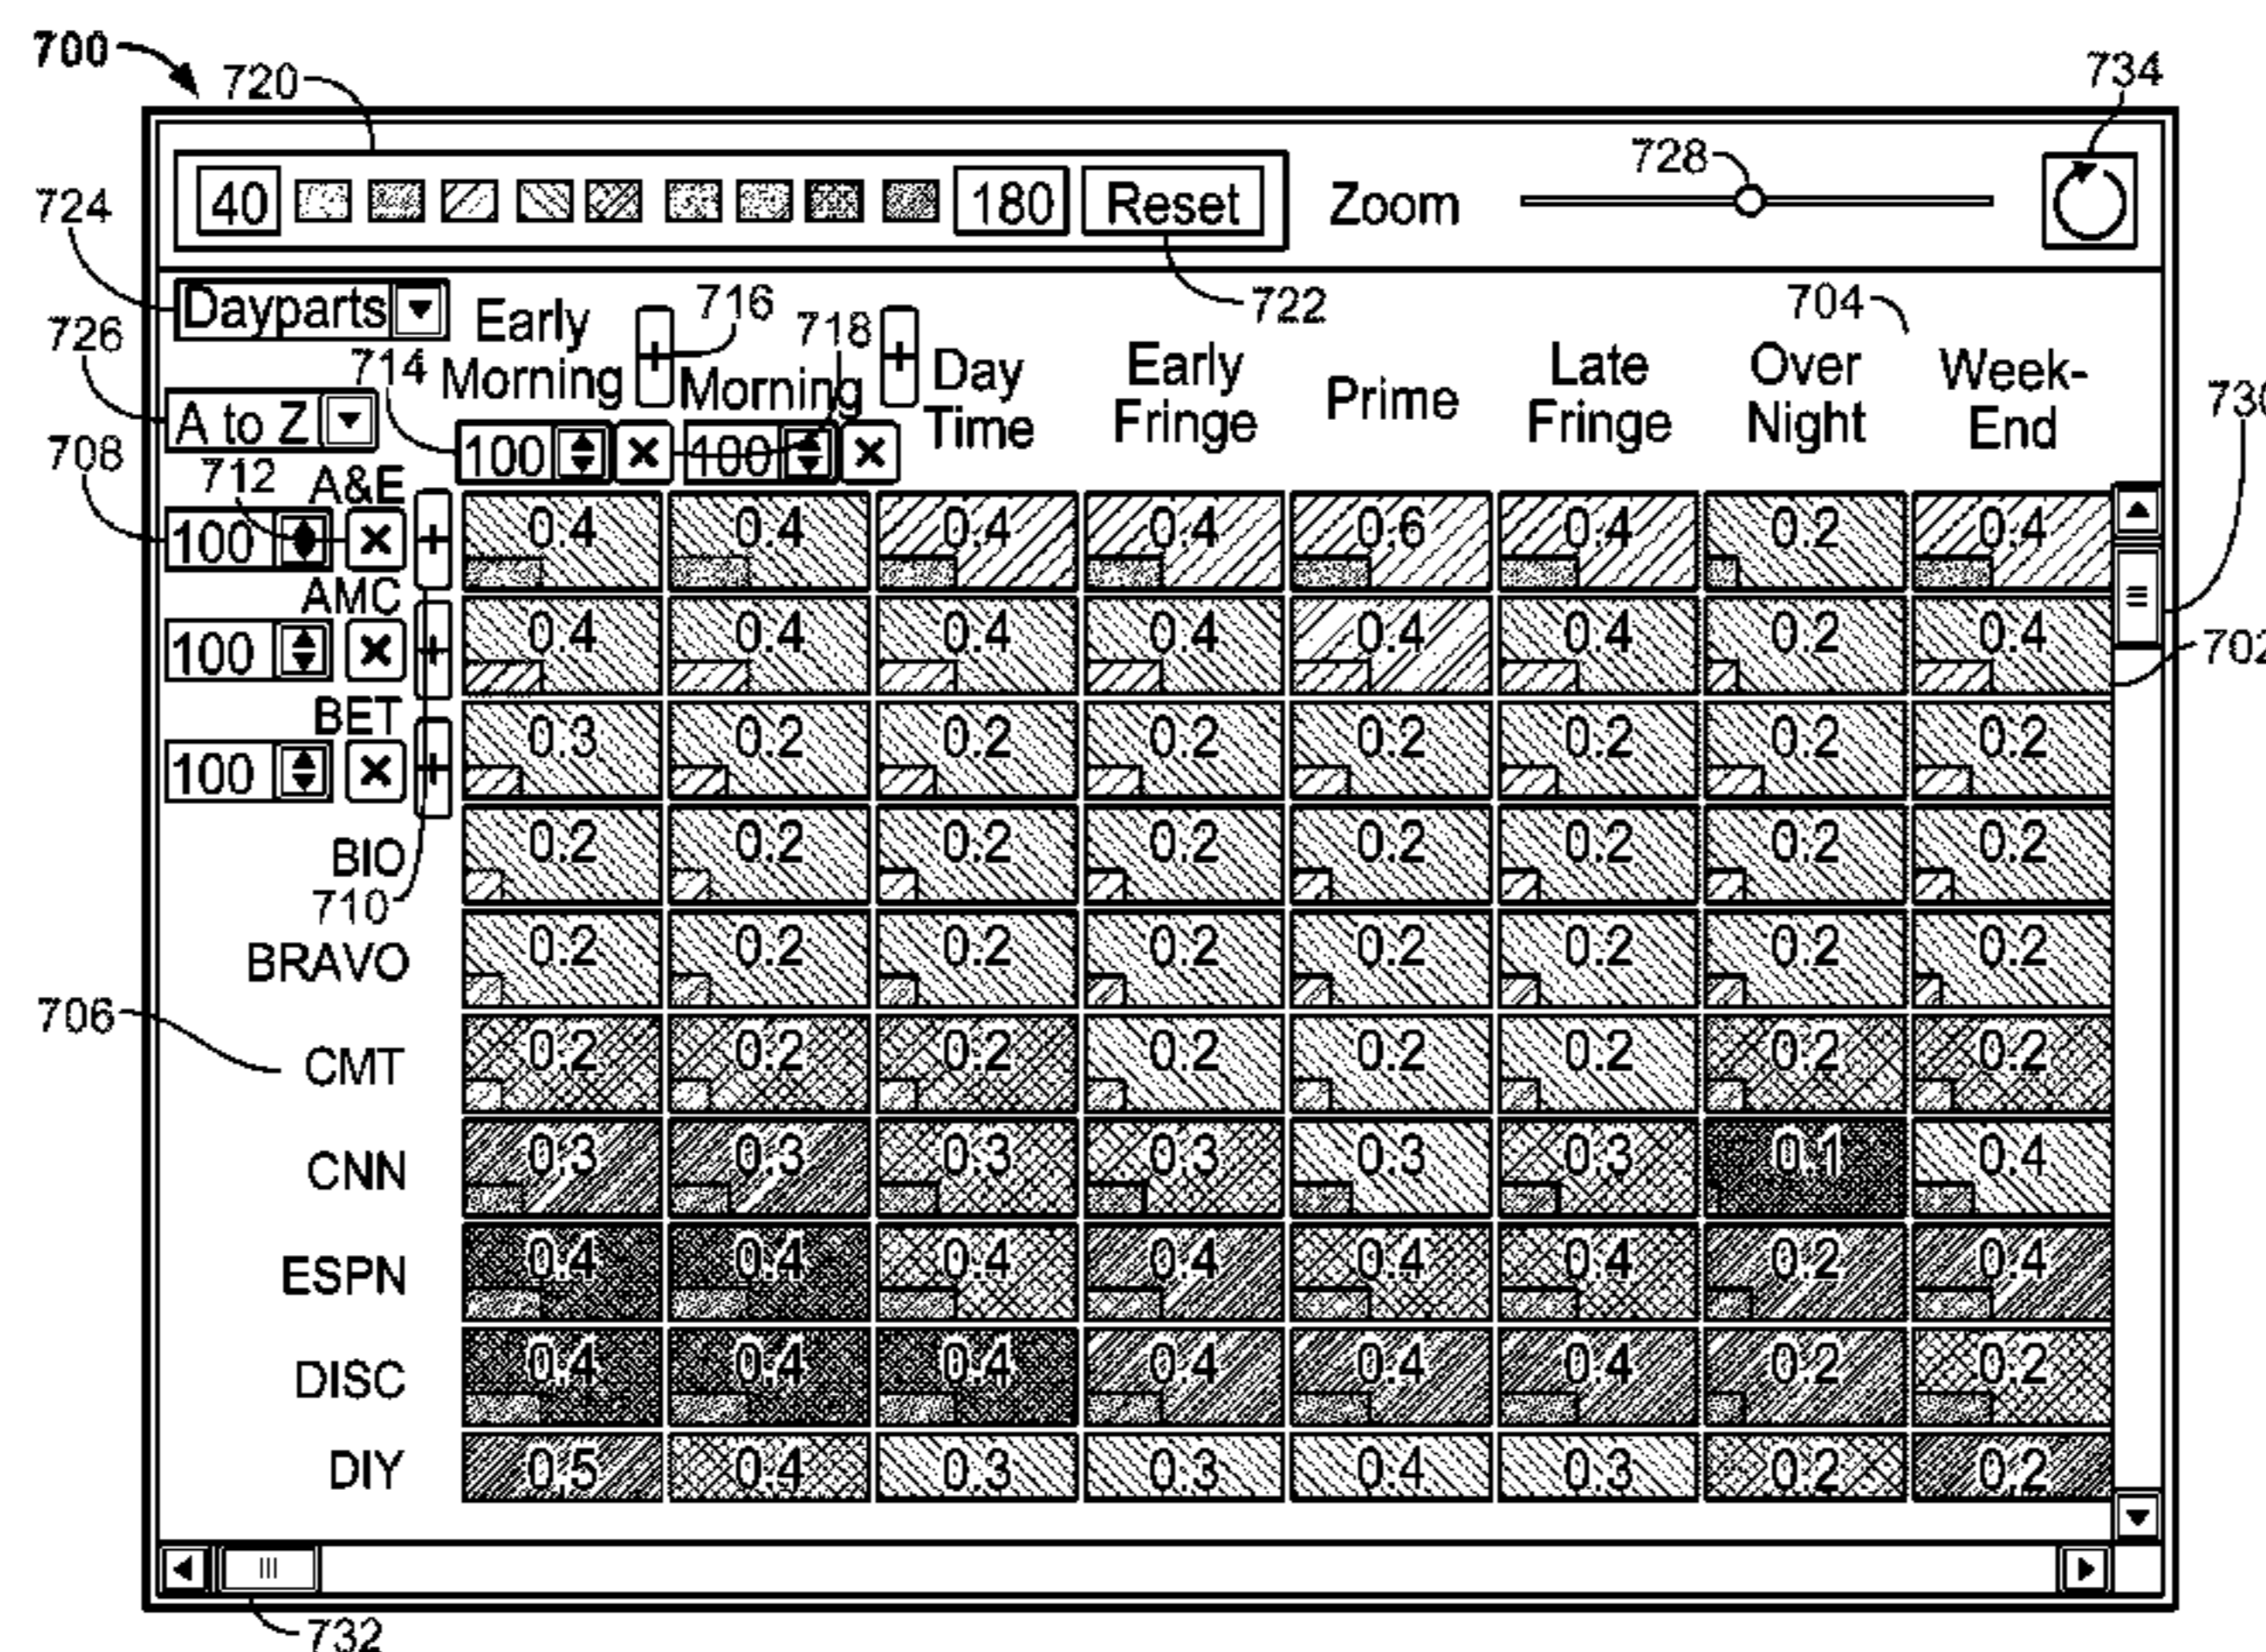 700
720
734
728
40 180 Reset Zoom
724
Dayparts
722
704
726
714
716
718
Early
Morning + Morning + Day
Time Early
Fringe Prime Late
Fringe Over
Night Week-
End
A to Z
100 × 100 ×
708
712
A&E
100 × + 0.4 0.4 0.4 0.4 0.6 0.4 0.2 0.4
AMC
100 × + 0.4 0.4 0.4 0.4 0.4 0.4 0.2 0.4
702
BET
100 × + 0.3 0.2 0.2 0.2 0.2 0.2 0.2 0.2
BIO 0.2 0.2 0.2 0.2 0.2 0.2 0.2 0.2
710
BRAVO 0.2 0.2 0.2 0.2 0.2 0.2 0.2 0.2
706
CMT 0.2 0.2 0.2 0.2 0.2 0.2 0.2 0.2
CNN 0.3 0.3 0.3 0.3 0.3 0.3 0.1 0.4
ESPN 0.4 0.4 0.4 0.4 0.4 0.4 0.2 0.4
DISC 0.4 0.4 0.4 0.4 0.4 0.4 0.2 0.2
DIY 0.5 0.4 0.3 0.3 0.4 0.3 0.2 0.2
732